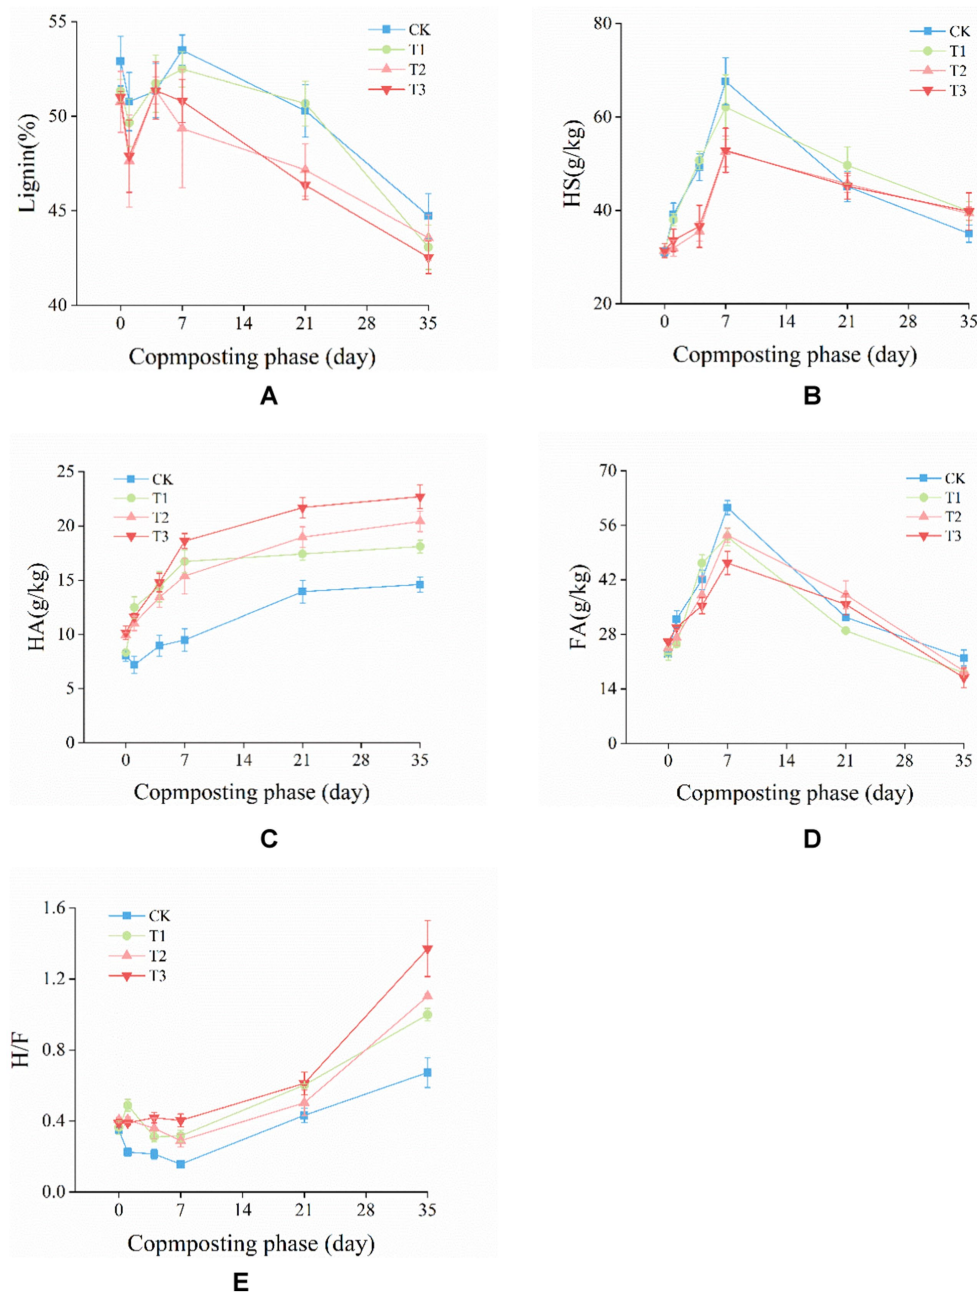 55
50
45
40
Lignin(%)
CK
T1
T2
T3
0 7 14 21 28 35
Copmposting phase (day)
A
80
60
40
20
HS(g/kg)
CK
T1
T2
T3
0 7 14 21 28 35
Copmposting phase (day)
B
25
20
15
10
5
0
HA(g/kg)
CK
T1
T2
T3
0 7 14 21 28 35
Copmposting phase (day)
C
70
56
42
28
14
0
FA(g/kg)
CK
T1
T2
T3
0 7 14 21 28 35
Copmposting phase (day)
D
1.6
1.2
0.8
0.4
0.0
H/F
CK
T1
T2
T3
0 7 14 21 28 35
Copmposting phase (day)
E